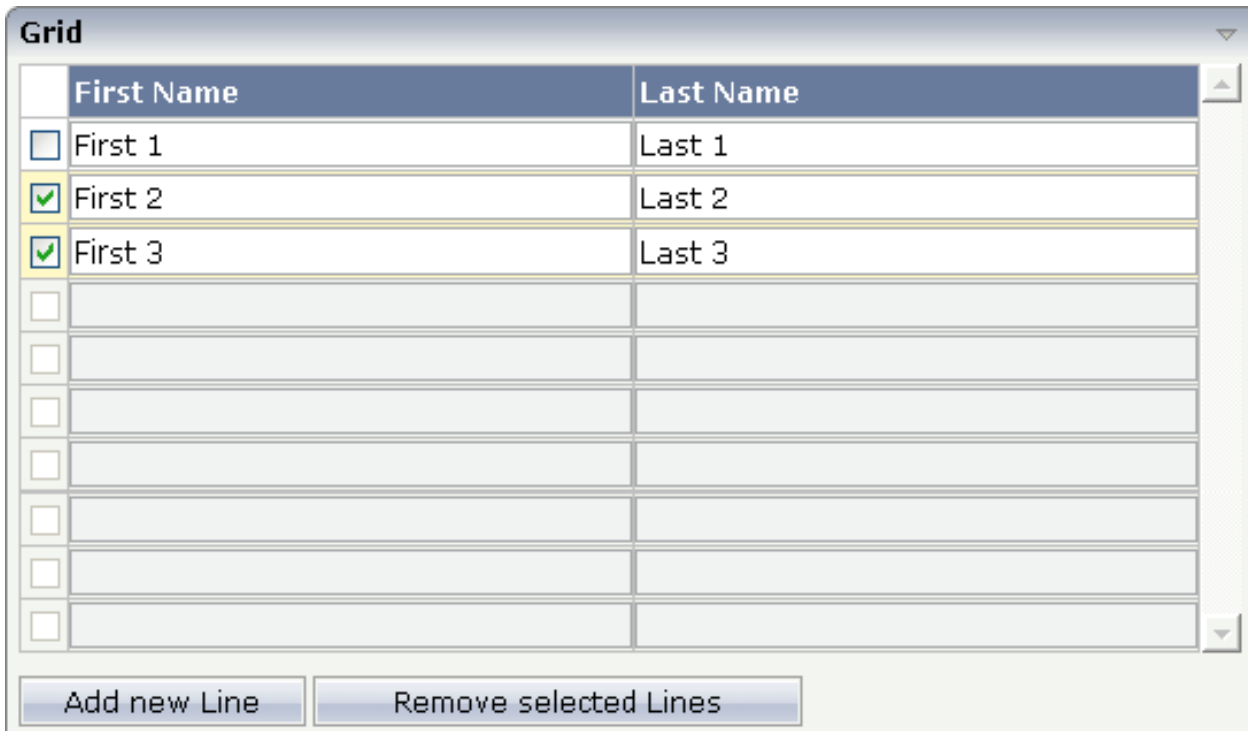 Grid
First Name Last Name
First 1 Last 1
First 2 Last 2
First 3 Last 3
Add new Line Remove selected Lines